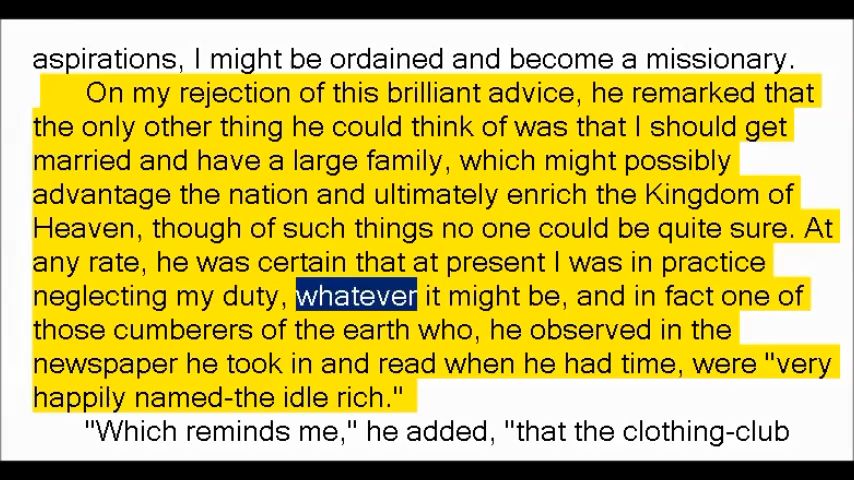 aspirations, I might be ordained and become a missionary.
On my rejection of this brilliant advice, he remarked that
the only other thing he could think of was that I should get
married and have a large family, which might possibly
advantage the nation and ultimately enrich the Kingdom of
Heaven, though of such things no one could be quite sure. At
any rate, he was certain that at present I was in practice
neglecting my duty, whatever it might be, and in fact one of
those cumberers of the earth who, he observed in the
newspaper he took in and read when he had time, were "very
happily named-the idle rich."
"Which reminds me," he added, "that the clothing-club